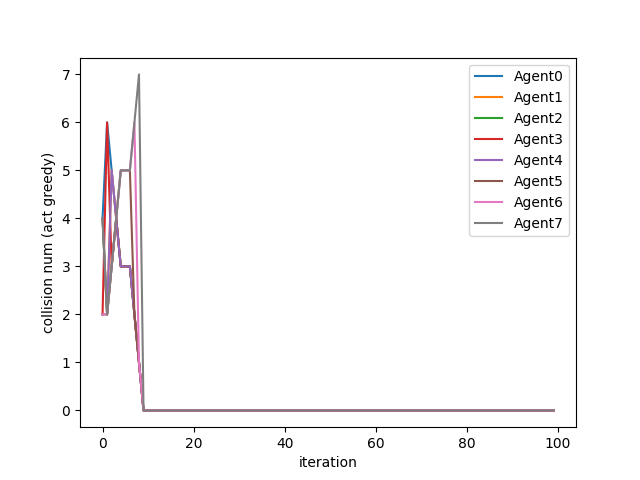 7
6
5
4
3
2
1
0
collision num (act greedy)
0 20 40 60 80 100
iteration
Agent0
Agent1
Agent2
Agent3
Agent4
Agent5
Agent6
Agent7